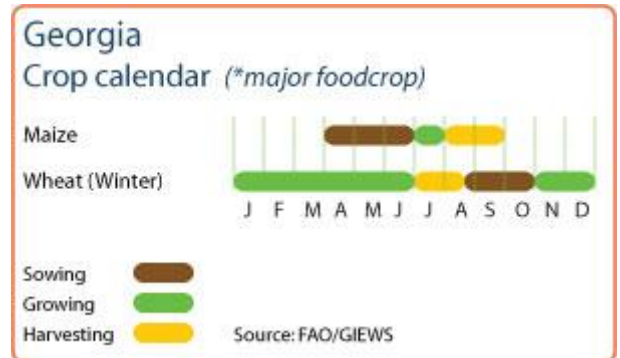 Georgia
Crop calendar (*major foodcrop)
Maize
Wheat (Winter)
J F M A M J J A S O N D
Sowing
Growing
Harvesting Source: FAO/GIEWS